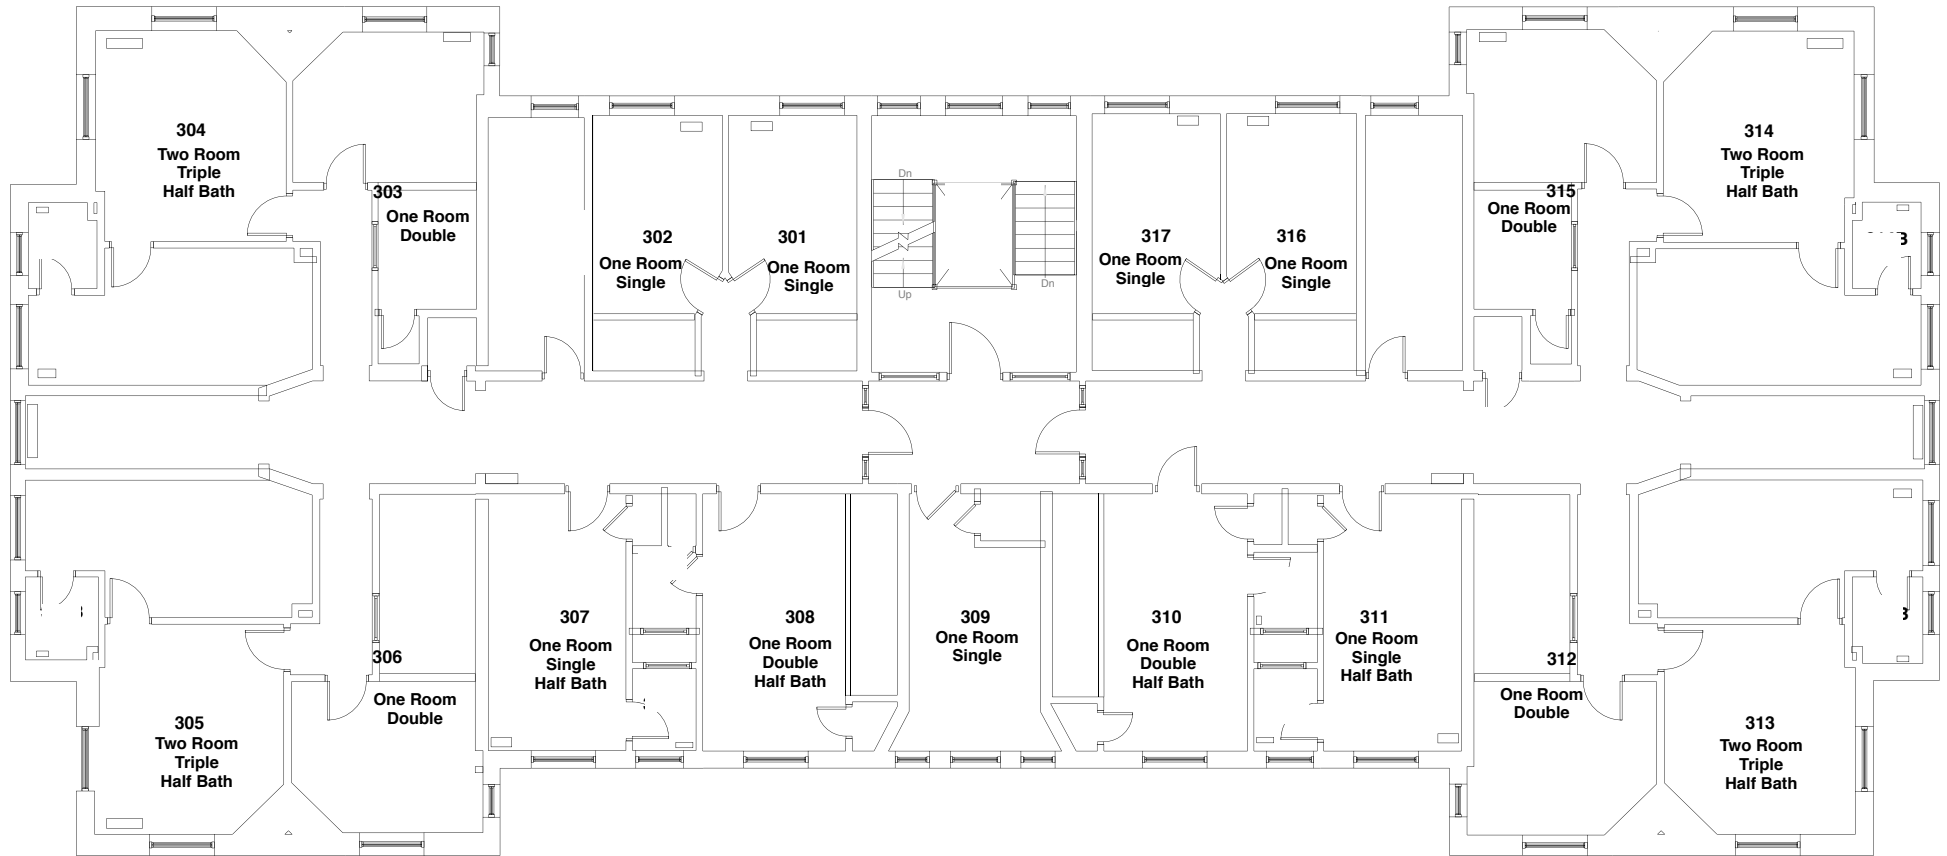 304
Two Room
Triple
Half Bath
303
One Room
Double
302
One Room
Single
301
One Room
Single
Dn
Up
Dn
317
One Room
Single
316
One Room
Single
315
One Room
Double
314
Two Room
Triple
Half Bath
305
Two Room
Triple
Half Bath
306
One Room
Double
307
One Room
Single
Half Bath
308
One Room
Double
Half Bath
309
One Room
Single
310
One Room
Double
Half Bath
311
One Room
Single
Half Bath
312
One Room
Double
313
Two Room
Triple
Half Bath